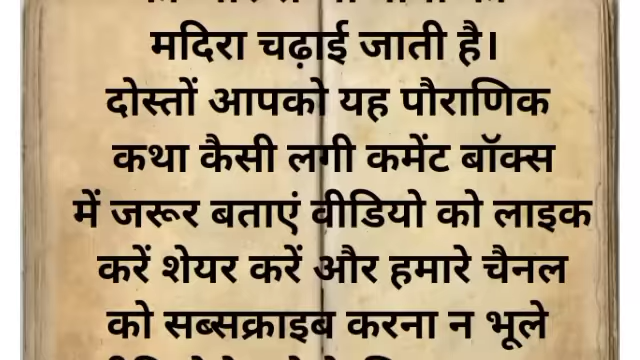 मदिरा चढ़ाई जाती है।
दोस्तों आपको यह पौराणिक
कथा कैसी लगी कमेंट बॉक्स
में जरूर बताएं वीडियो को लाइक
करें शेयर करें और हमारे चैनल
को सब्सक्राइब करना न भूले